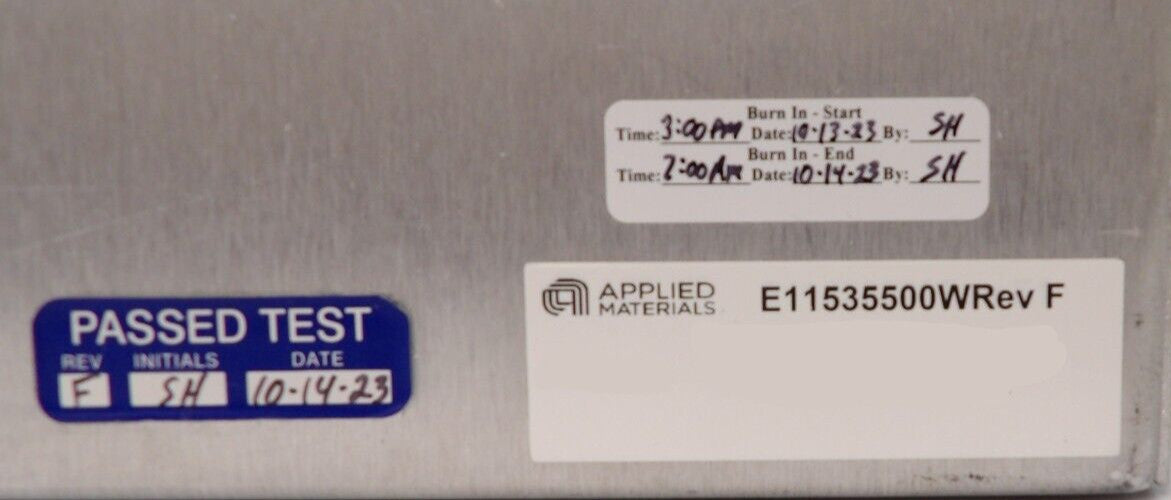 Burn In - Start
Time: 3:00 AM Date: 10-13-23 By: SH
Burn In - End
Time: 7:00 AM Date: 10-14-23 By: SH
APPLIED MATERIALS E11535500WRev F
PASSED TEST
REV INITIALS DATE
F SH 10-14-23